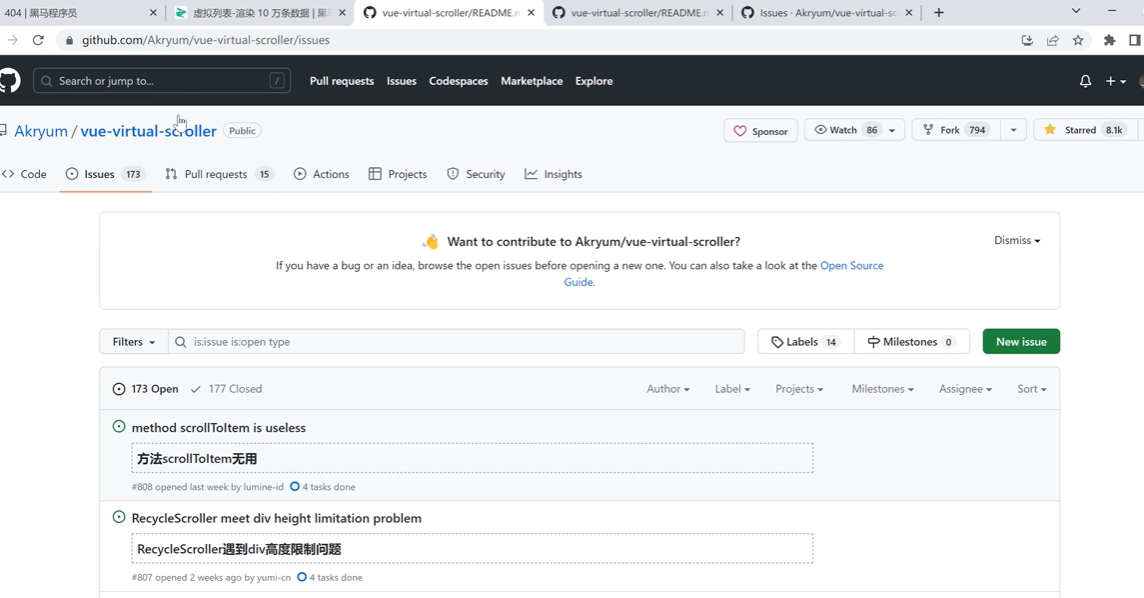 404 | 黑马程序员
虚拟列表-渲染 10 万条数据 | 黑马
vue-virtual-scroller/README.m
vue-virtual-scroller/README.m
Issues · Akryum/vue-virtual-sc
github.com/Akryum/vue-virtual-scroller/issues
Search or jump to... /
Pull requests Issues Codespaces Marketplace Explore
Akryum / vue-virtual-scroller Public
Sponsor Watch 86 Fork 794 Starred 8.1k
Code Issues 173 Pull requests 15 Actions Projects Security Insights
Want to contribute to Akryum/vue-virtual-scroller?
Dismiss
If you have a bug or an idea, browse the open issues before opening a new one. You can also take a look at the Open Source
Guide.
Filters is:issue is:open type Labels 14 Milestones 0 New issue
173 Open 177 Closed Author Label Projects Milestones Assignee Sort
method scrollToItem is useless
方法scrollToItem无用
#808 opened last week by lumine-id 4 tasks done
RecycleScroller meet div height limitation problem
RecycleScroller遇到div高度限制问题
#807 opened 2 weeks ago by yumi-cn 4 tasks done